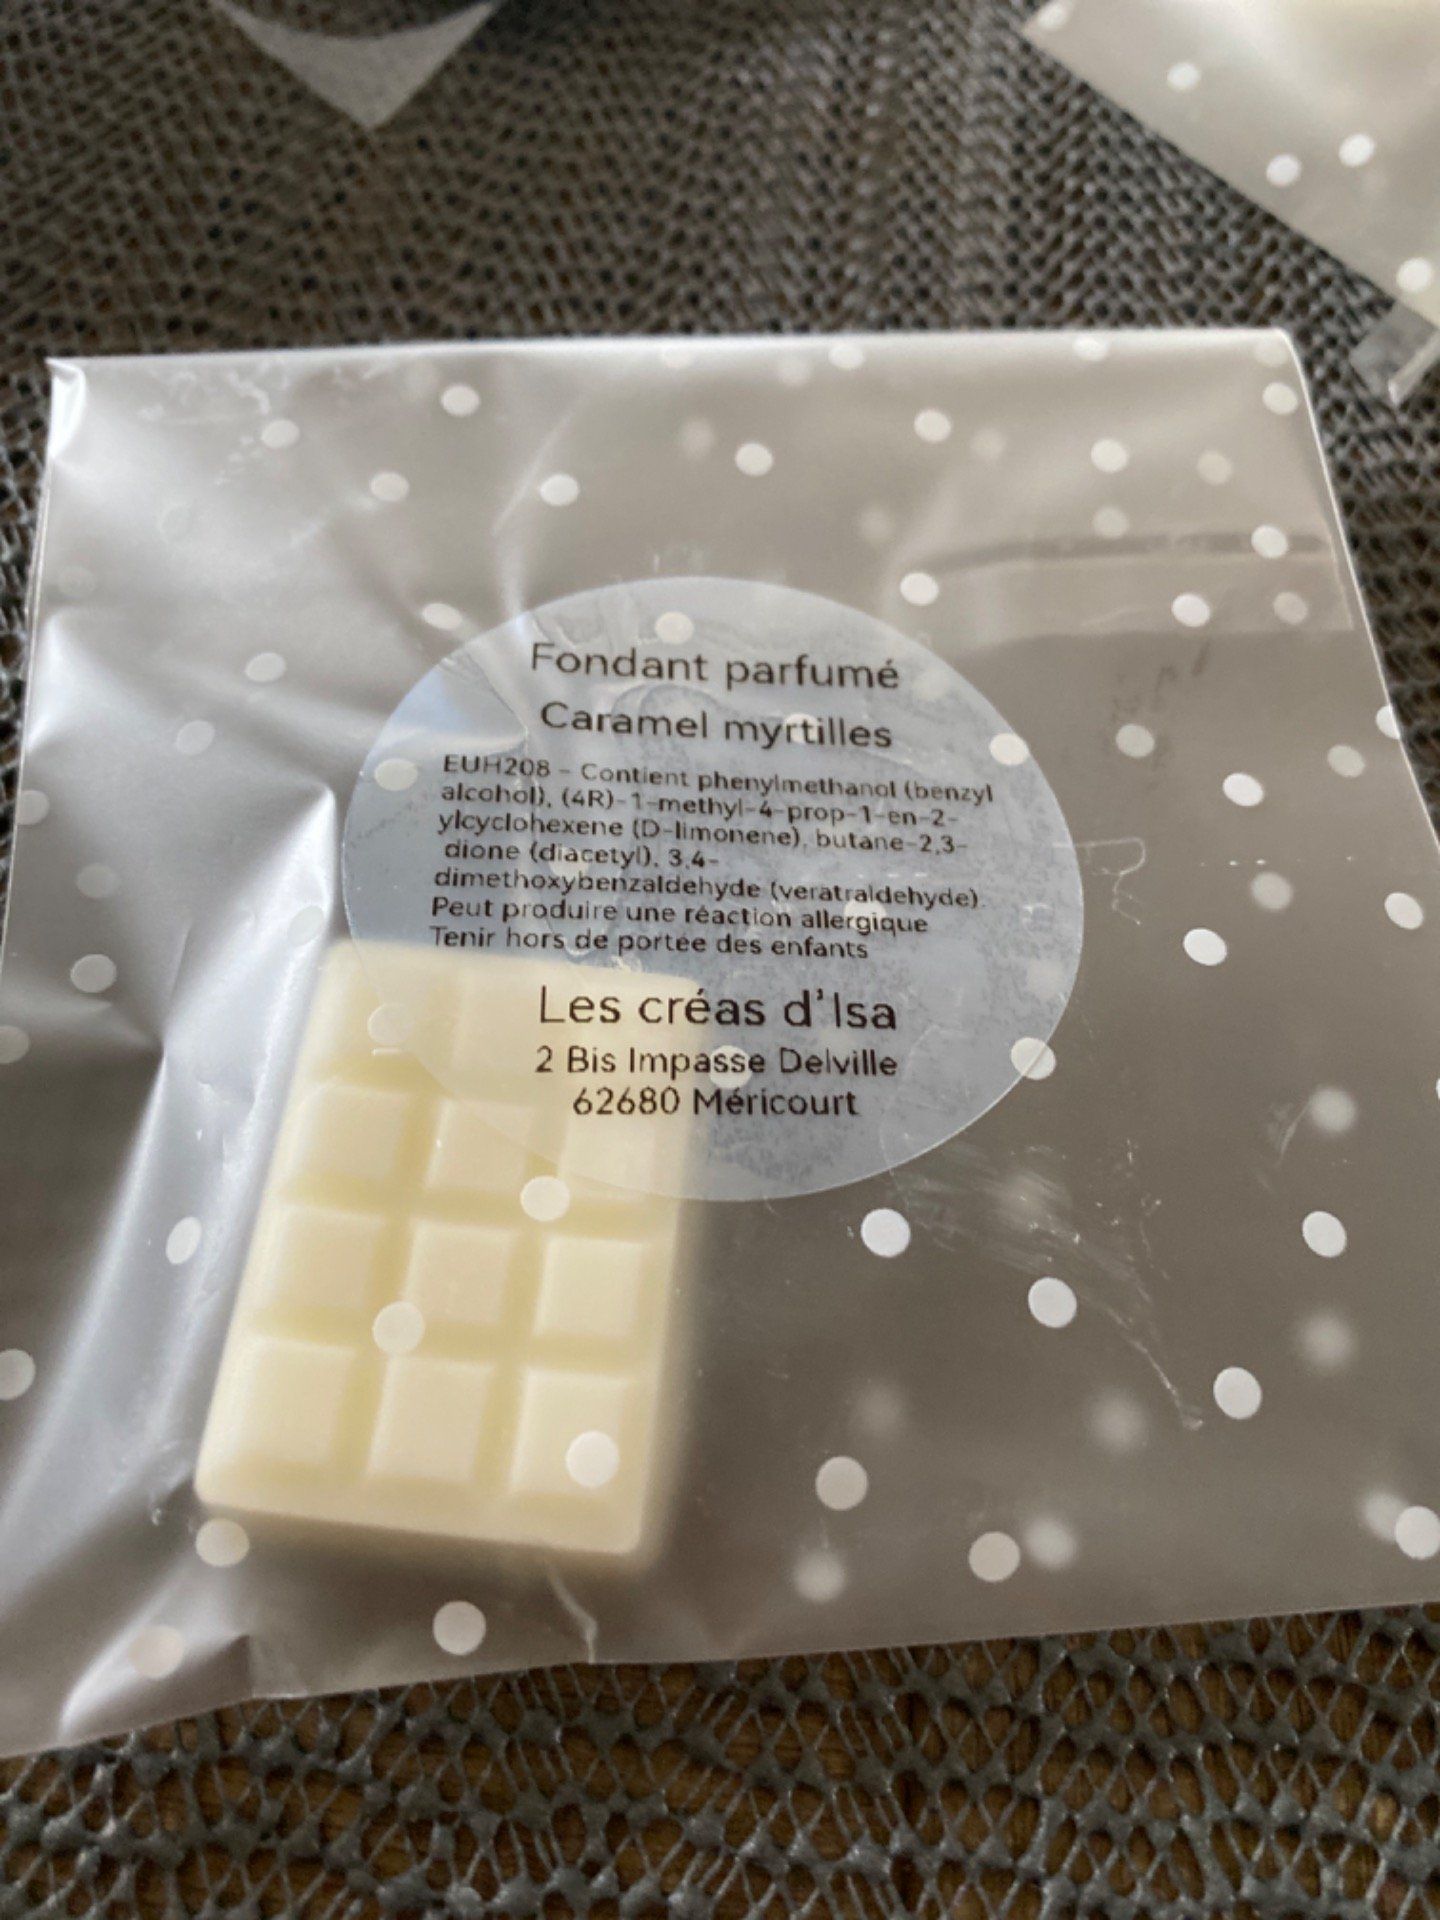 Fondant parfumé
Caramel myrtilles
EUH208 - Contient phenylmethanol (benzyl
alcohol), (4R)-1-methyl-4-prop-1-en-2-
ylcyclohexene (D-limonene), butane-2,3-
dione (diacetyl), 3,4-
dimethoxybenzaldehyde (veratraldehyde).
Peut produire une réaction allergique
Tenir hors de portée des enfants
Les créas d'Isa
2 Bis Impasse Delville
62680 Méricourt